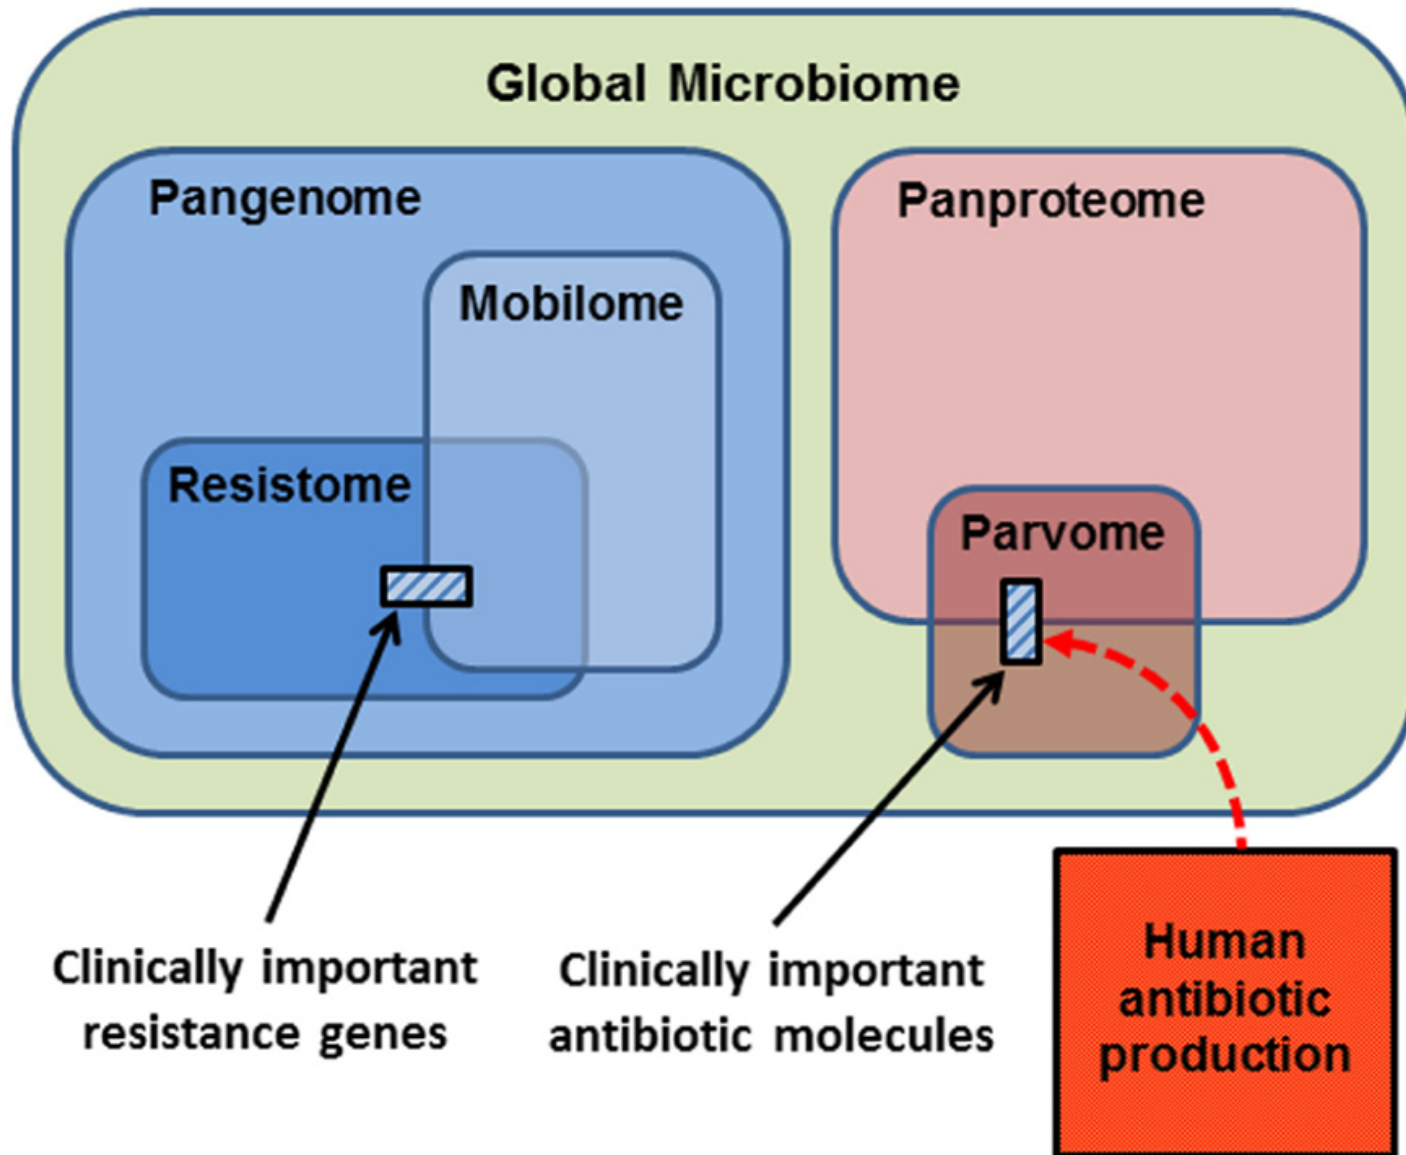 Global Microbiome
Pangenome
Panproteome
Mobilome
Resistome
Parvome
Clinically important
resistance genes
Clinically important
antibiotic molecules
Human
antibiotic
production